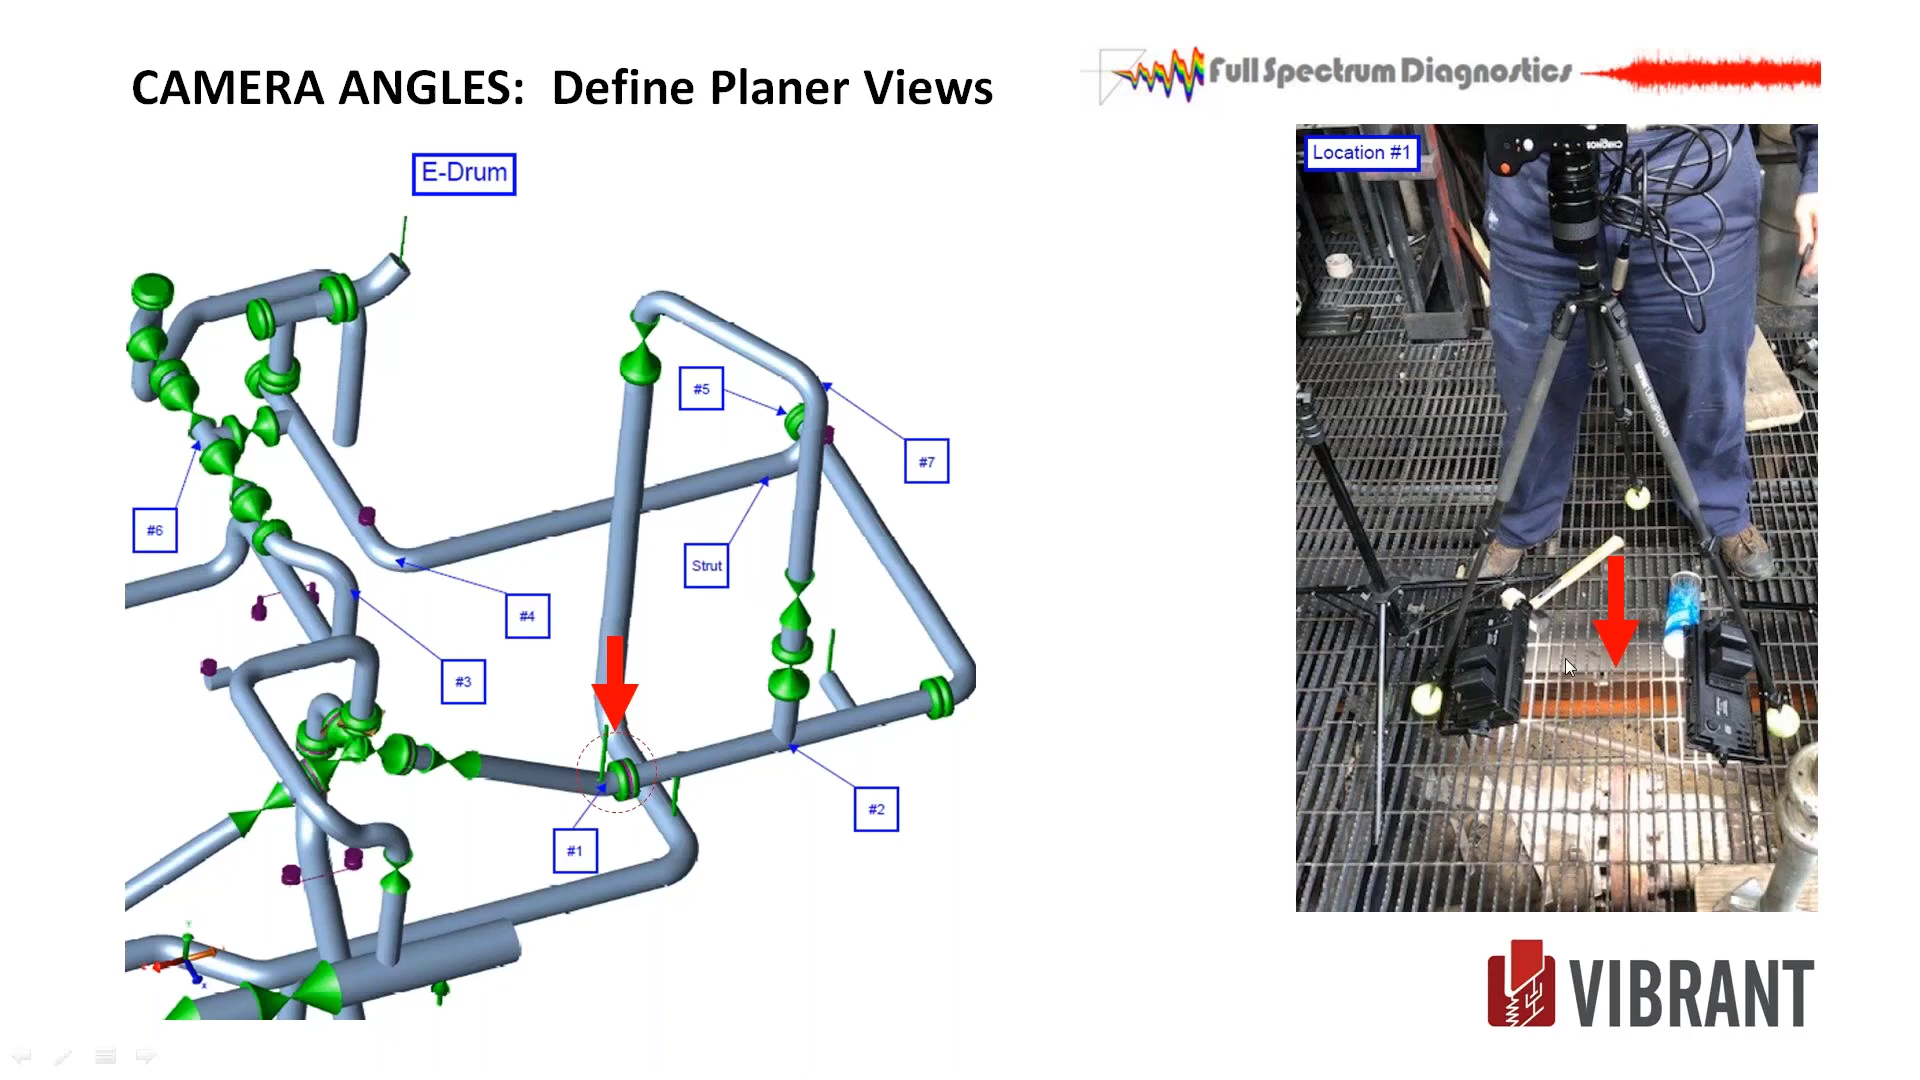 CAMERA ANGLES: Define Planer Views
Full Spectrum Diagnostics
E-Drum
Location #1
CHRONOS
#5
#7
#6
Strut
#4
#3
#2
#1
VIBRANT